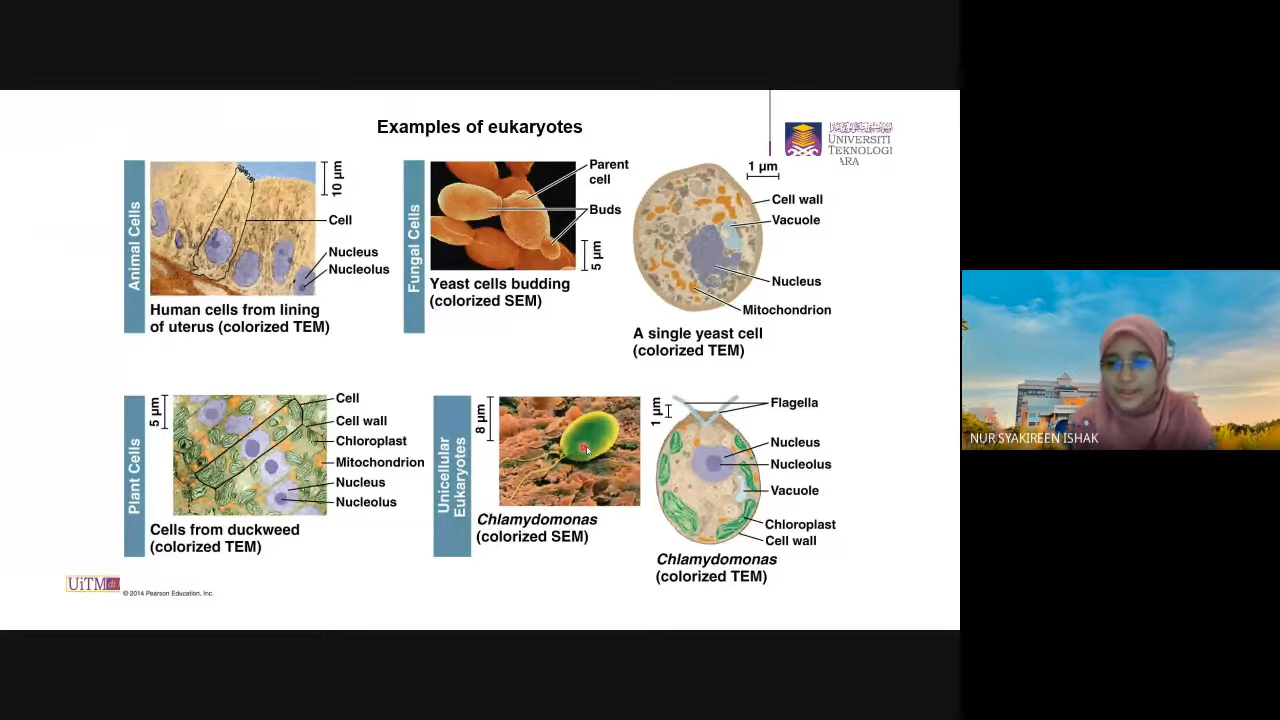 Examples of eukaryotes
UNIVERSITI
TEKNOLOGI
ARA
Animal Cells
10 µm
Cell
Nucleus
Nucleolus
Human cells from lining
of uterus (colorized TEM)
Fungal Cells
Parent
cell
Buds
5 µm
Yeast cells budding
(colorized SEM)
1 µm
Cell wall
Vacuole
Nucleus
Mitochondrion
A single yeast cell
(colorized TEM)
Plant Cells
5 µm
Cell
Cell wall
Chloroplast
Mitochondrion
Nucleus
Nucleolus
Cells from duckweed
(colorized TEM)
Unicellular
Eukaryotes
8 µm
Chlamydomonas
(colorized SEM)
1 µm
Flagella
Nucleus
Nucleolus
Vacuole
Chloroplast
Cell wall
Chlamydomonas
(colorized TEM)
UiTM di
© 2014 Pearson Education, Inc.
NUR SYAKIREEN ISHAK